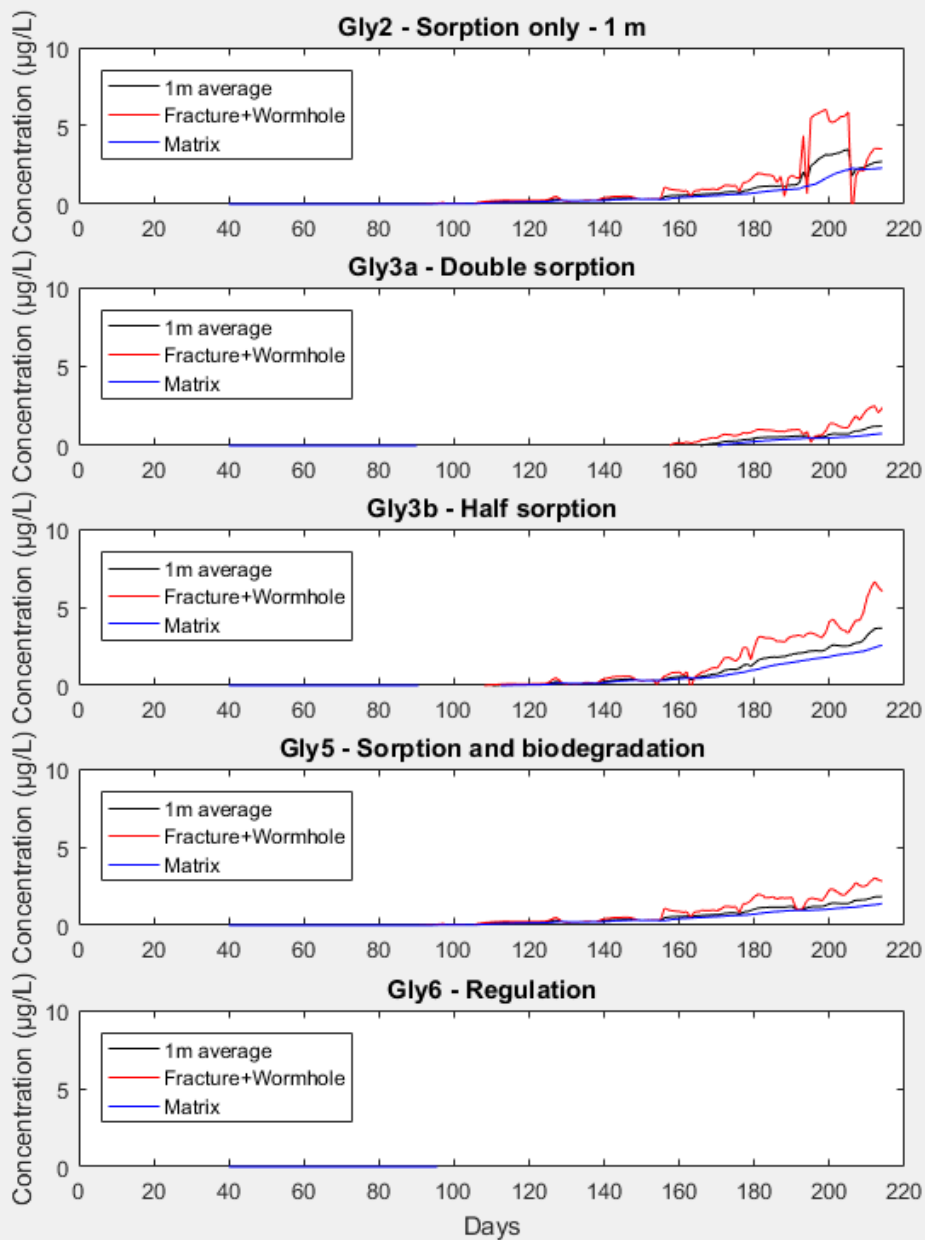 Gly2 - Sorption only - 1 m
Concentration (µg/L)
10
5
0
1m average
Fracture+Wormhole
Matrix
0 20 40 60 80 100 120 140 160 180 200 220
Gly3a - Double sorption
Concentration (µg/L)
10
5
0
1m average
Fracture+Wormhole
Matrix
0 20 40 60 80 100 120 140 160 180 200 220
Gly3b - Half sorption
Concentration (µg/L)
10
5
0
1m average
Fracture+Wormhole
Matrix
0 20 40 60 80 100 120 140 160 180 200 220
Gly5 - Sorption and biodegradation
Concentration (µg/L)
10
5
0
1m average
Fracture+Wormhole
Matrix
0 20 40 60 80 100 120 140 160 180 200 220
Gly6 - Regulation
Concentration (µg/L)
10
5
0
1m average
Fracture+Wormhole
Matrix
0 20 40 60 80 100 120 140 160 180 200 220
Days